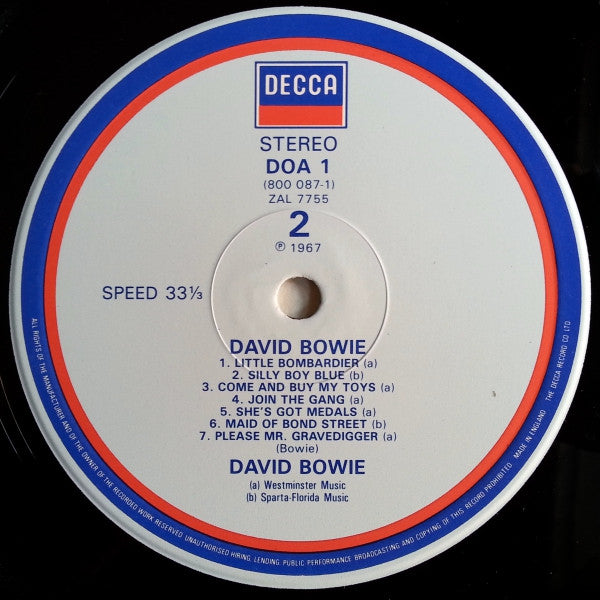 DECCA
STEREO
DOA 1
(800 087-1)
ZAL 7755
2
℗ 1967
SPEED 33⅓
DAVID BOWIE
1. LITTLE BOMBARDIER (a)
2. SILLY BOY BLUE (b)
3. COME AND BUY MY TOYS (a)
4. JOIN THE GANG (a)
5. SHE'S GOT MEDALS (a)
6. MAID OF BOND STREET (b)
7. PLEASE MR. GRAVEDIGGER (a)
(Bowie)
DAVID BOWIE
(a) Westminster Music
(b) Sparta-Florida Music
ALL RIGHTS OF THE MANUFACTURER AND OF THE OWNER OF THE RECORDED WORK RESERVED UNAUTHORISED HIRING, LENDING, PUBLIC PERFORMANCE BROADCASTING AND COPYING OF THIS RECORD PROHIBITED MADE IN ENGLAND THE DECCA RECORD CO LTD